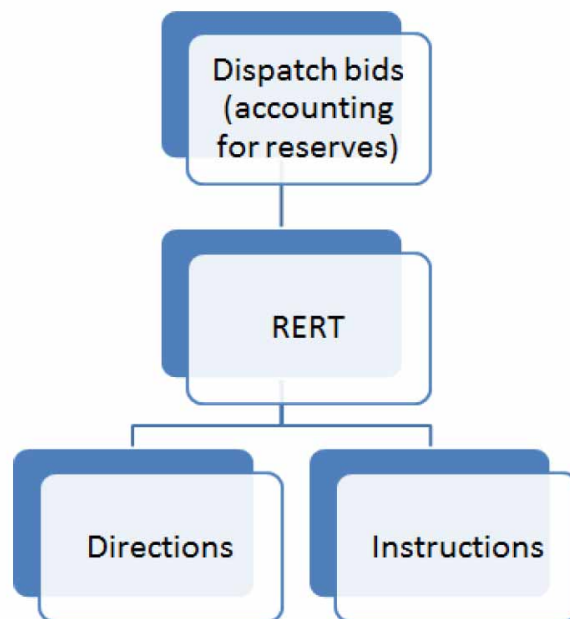 Dispatch bids
(accounting
for reserves)
RERT
Directions
Instructions